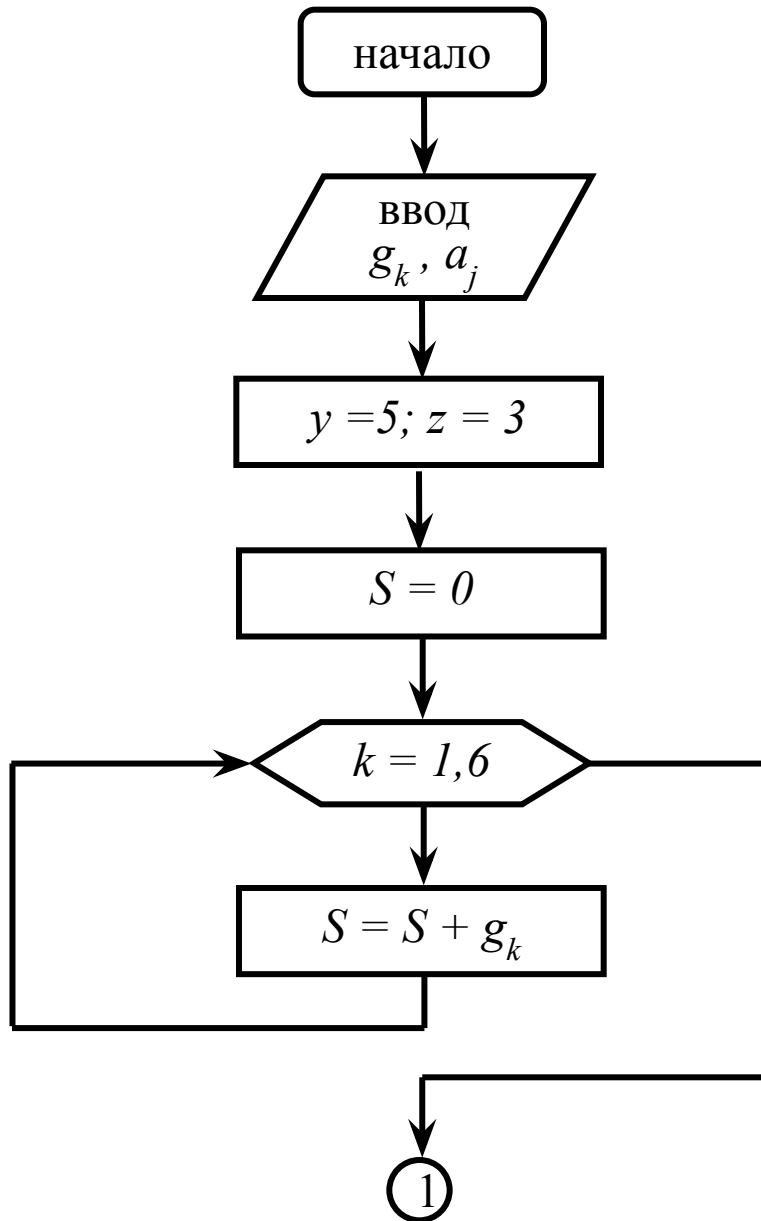 начало
ввод
g_k , a_j
y =5; z = 3
S = 0
k = 1,6
S = S + g_k
1